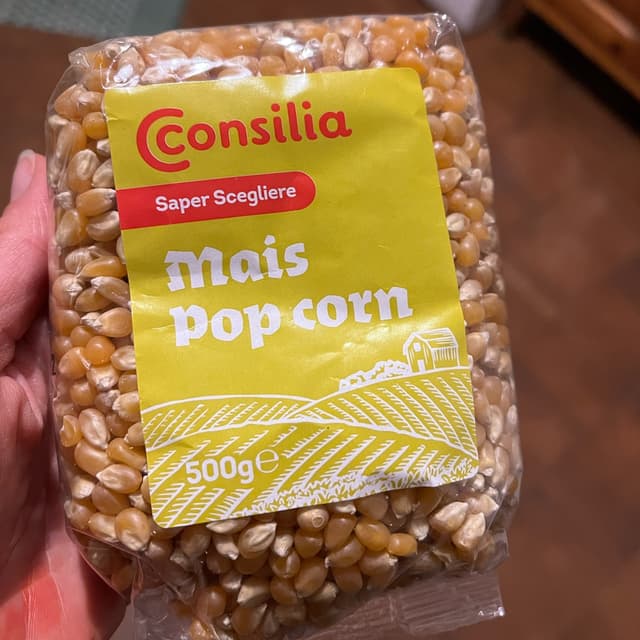 Consilia
Saper Scegliere
Mais
pop corn
500g℮